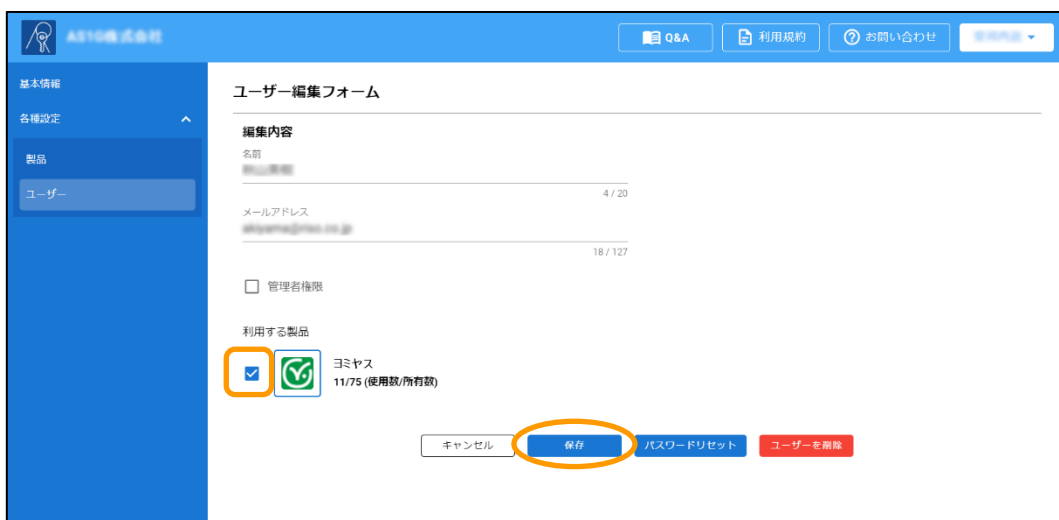 Q&A
利用規約
お問い合わせ
基本情報
各種設定
製品
ユーザー
ユーザー編集フォーム
編集内容
名前
4 / 20
メールアドレス
18 / 127
管理者権限
利用する製品
ヨミヤス
11/75 (使用数/所有数)
キャンセル
保存
パスワードリセット
ユーザーを削除